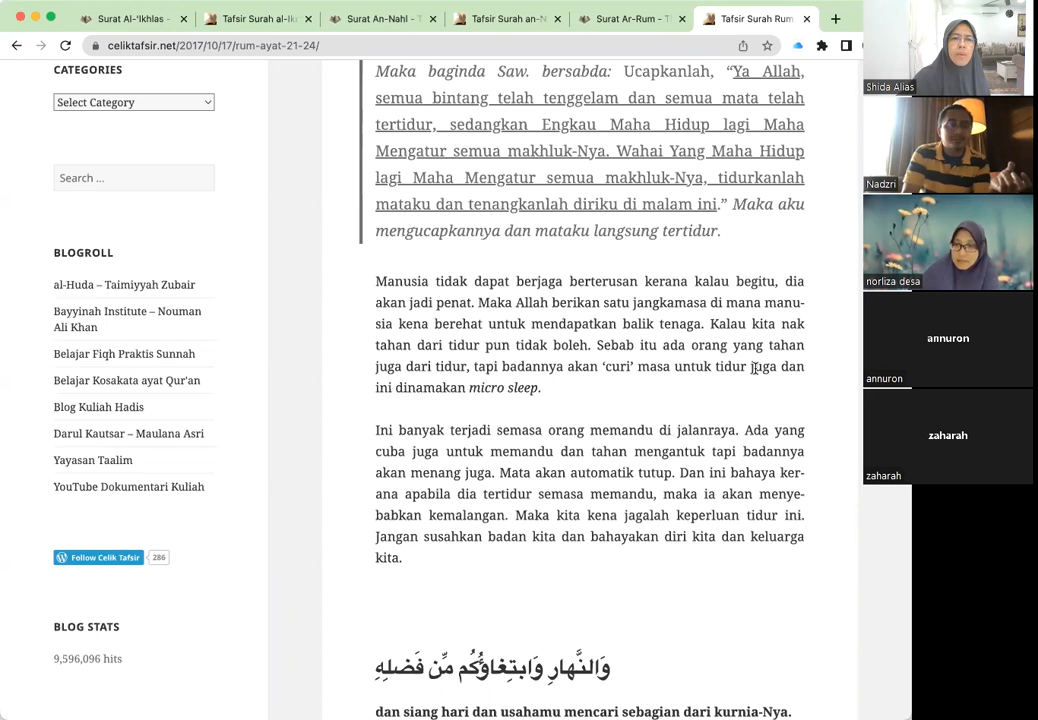 Surat Al-'Ikhlas -
Tafsir Surah al-Ik
Surat An-Nahl - T
Tafsir Surah an-N
Surat Ar-Rum - T
Tafsir Surah Rum
celiktafsir.net/2017/10/17/rum-ayat-21-24/
CATEGORIES
Select Category
Search ...
BLOGROLL
al-Huda – Taimiyyah Zubair
Bayyinah Institute – Nouman
Ali Khan
Belajar Fiqh Praktis Sunnah
Belajar Kosakata ayat Qur'an
Blog Kuliah Hadis
Darul Kautsar – Maulana Asri
Yayasan Taalim
YouTube Dokumentari Kuliah
Follow Celik Tafsir 286
BLOG STATS
9,596,096 hits
Maka baginda Saw. bersabda: Ucapkanlah, “Ya Allah,
semua bintang telah tenggelam dan semua mata telah
tertidur, sedangkan Engkau Maha Hidup lagi Maha
Mengatur semua makhluk-Nya. Wahai Yang Maha Hidup
lagi Maha Mengatur semua makhluk-Nya, tidurkanlah
mataku dan tenangkanlah diriku di malam ini.” Maka aku
mengucapkannya dan mataku langsung tertidur.
Manusia tidak dapat berjaga berterusan kerana kalau begitu, dia
akan jadi penat. Maka Allah berikan satu jangkamasa di mana manu-
sia kena berehat untuk mendapatkan balik tenaga. Kalau kita nak
tahan dari tidur pun tidak boleh. Sebab itu ada orang yang tahan
juga dari tidur, tapi badannya akan ‘curi’ masa untuk tidur juga dan
ini dinamakan micro sleep.
Ini banyak terjadi semasa orang memandu di jalanraya. Ada yang
cuba juga untuk memandu dan tahan mengantuk tapi badannya
akan menang juga. Mata akan automatik tutup. Dan ini bahaya ker-
ana apabila dia tertidur semasa memandu, maka ia akan menye-
babkan kemalangan. Maka kita kena jagalah keperluan tidur ini.
Jangan susahkan badan kita dan bahayakan diri kita dan keluarga
kita.
وَالنَّهارِ وَابتِغاؤُكُم مِّن فَضلِهِ
dan siang hari dan usahamu mencari sebagian dari kurnia-Nya.
Shida Alias
Nadzri
norliza desa
annuron
annuron
zaharah
zaharah